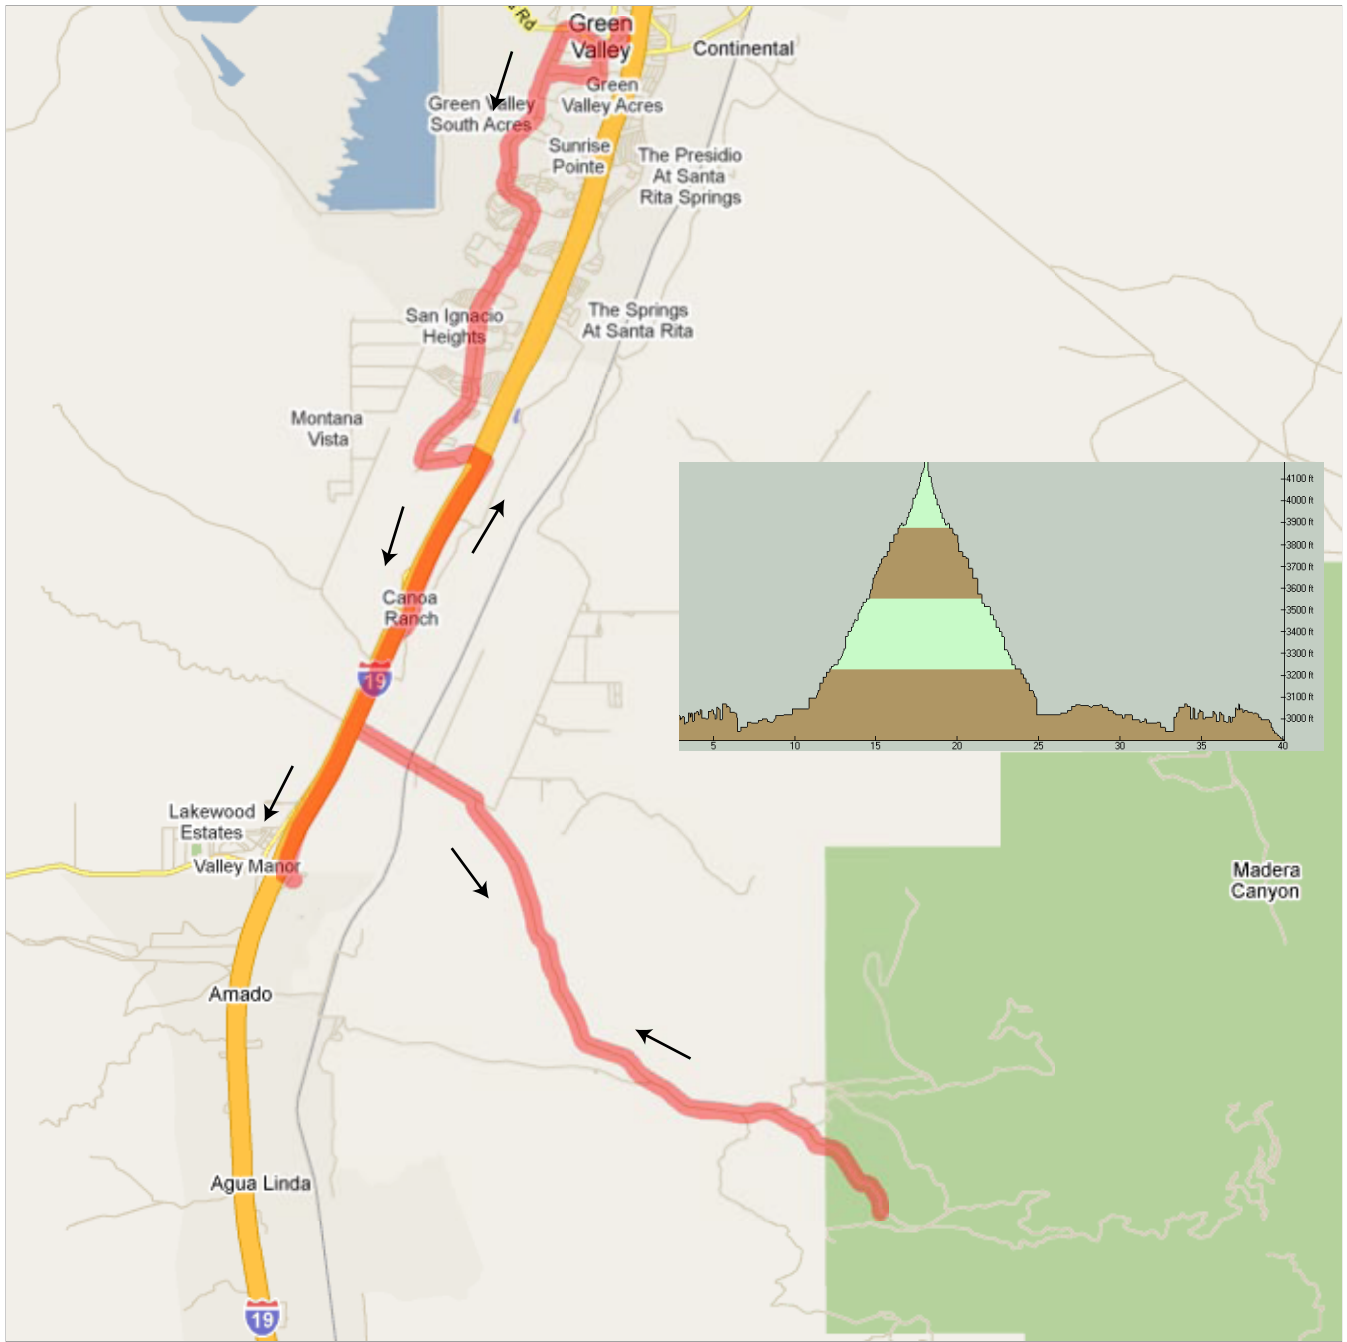 a Rd
Green
Valley
Continental
Green
Valley Acres
Green Valley
South Acres
Sunrise
Pointe
The Presidio
At Santa
Rita Springs
San Ignacio
Heights
The Springs
At Santa Rita
Montana
Vista
4100 ft
4000 ft
3900 ft
3800 ft
3700 ft
3600 ft
3500 ft
3400 ft
3300 ft
3200 ft
3100 ft
3000 ft
5 10 15 20 25 30 35 40
Canoa
Ranch
19
Lakewood
Estates
Valley Manor
Madera
Canyon
Amado
Agua Linda
19